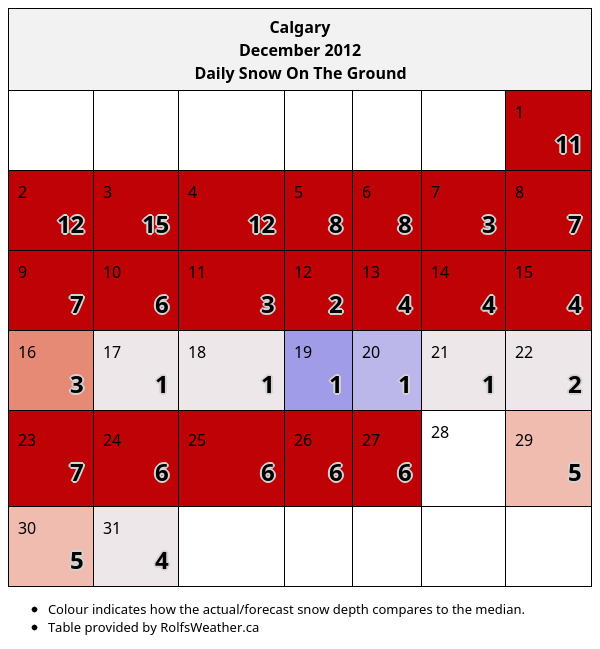 Calgary
December 2012
Daily Snow On The Ground
1
11
2 3 4 5 6 7 8
12 15 12 8 8 3 7
9 10 11 12 13 14 15
7 6 3 2 4 4 4
16 17 18 19 20 21 22
3 1 1 1 1 1 2
23 24 25 26 27 28 29
7 6 6 6 6 5
30 31
5 4
Colour indicates how the actual/forecast snow depth compares to the median.
Table provided by RolfsWeather.ca